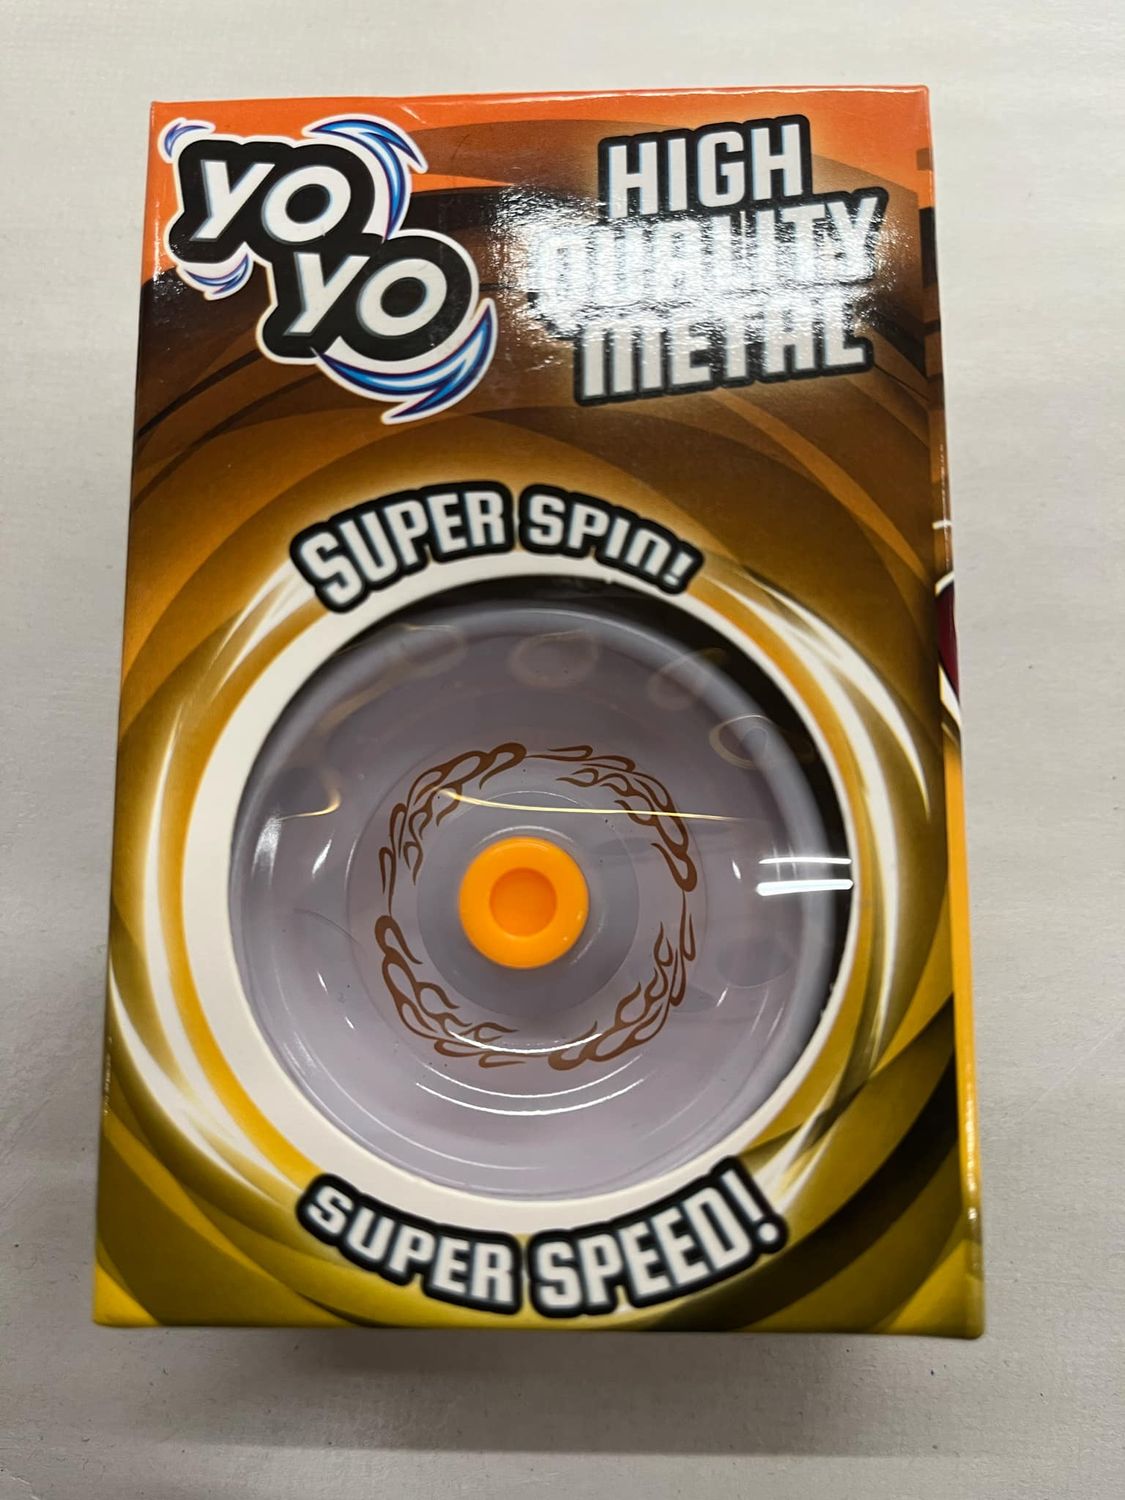 YO
YO
HIGH
QUALITY
METAL
SUPER SPIN!
SUPER SPEED!